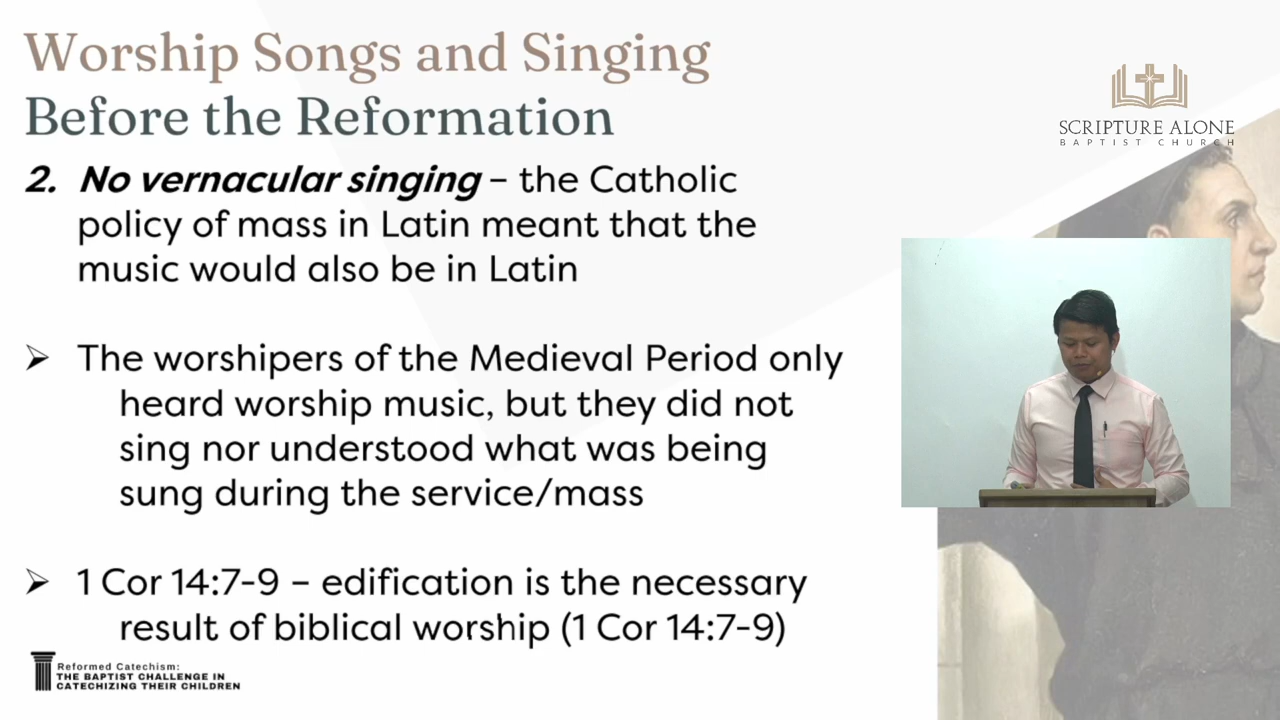 Worship Songs and Singing
Before the Reformation
SCRIPTURE ALONE
BAPTIST CHURCH
2. No vernacular singing – the Catholic
policy of mass in Latin meant that the
music would also be in Latin
➢ The worshipers of the Medieval Period only
heard worship music, but they did not
sing nor understood what was being
sung during the service/mass
➢ 1 Cor 14:7-9 – edification is the necessary
result of biblical worship (1 Cor 14:7-9)
Reformed Catechism:
THE BAPTIST CHALLENGE IN
CATECHIZING THEIR CHILDREN